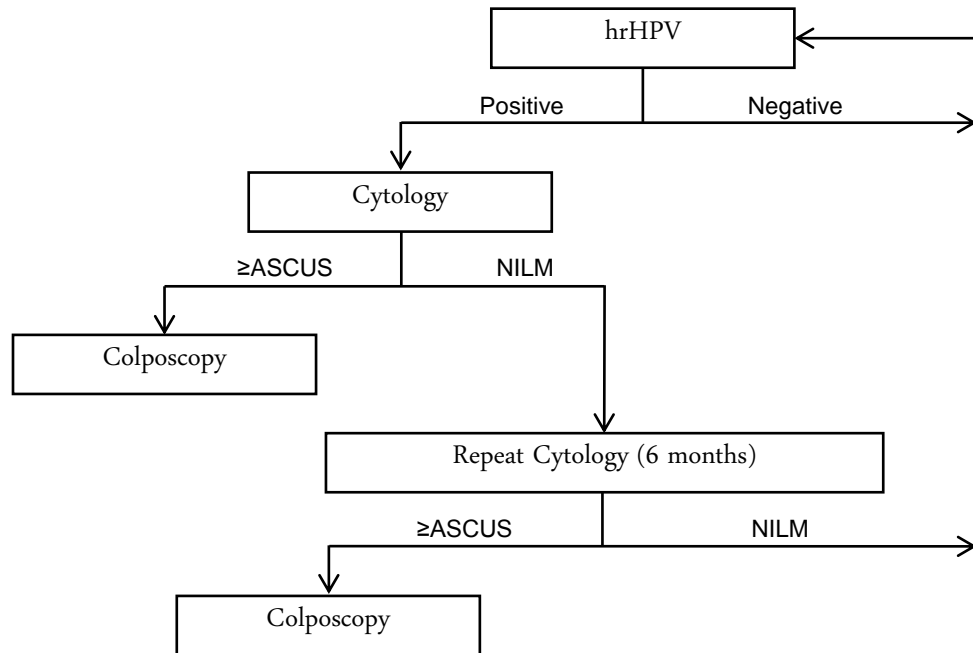 hrHPV
Positive
Negative
Cytology
≥ASCUS
NILM
Colposcopy
Repeat Cytology (6 months)
≥ASCUS
NILM
Colposcopy